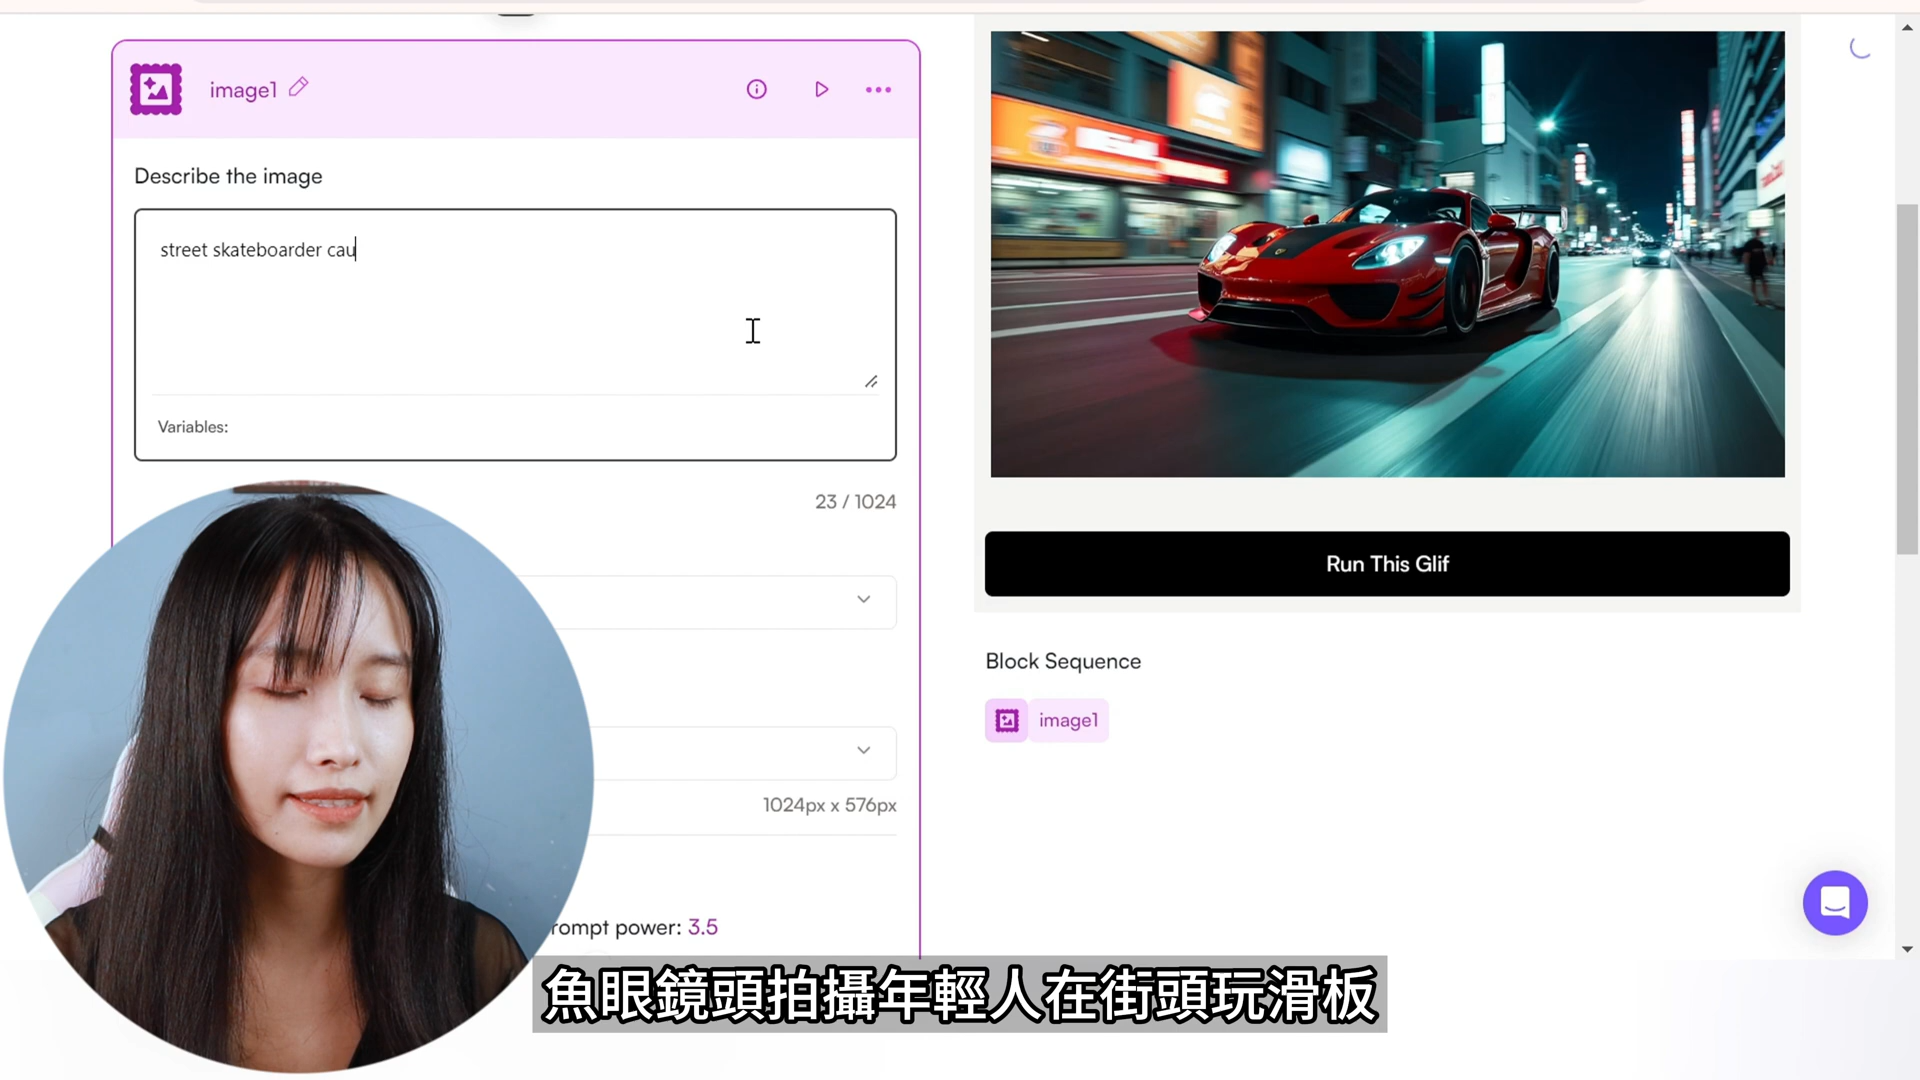 image1
Describe the image
street skateboarder cau
Variables:
23 / 1024
1024px x 576px
rompt power: 3.5
Run This Glif
Block Sequence
image1
魚眼鏡頭拍攝年輕人在街頭玩滑板